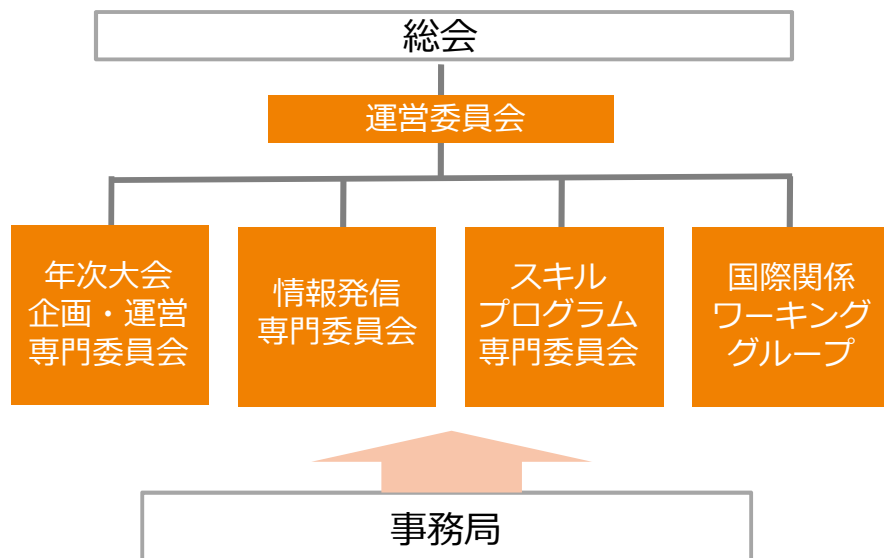 総会
運営委員会
年次大会
企画・運営
専門委員会
情報発信
専門委員会
スキル
プログラム
専門委員会
国際関係
ワーキング
グループ
事務局